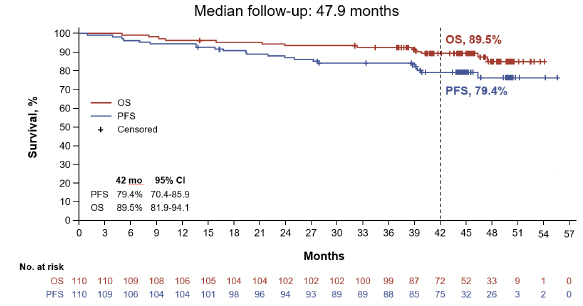 Median follow-up: 47.9 months
Survival, %
100
90
80
70
60
50
40
30
20
10
0
OS, 89.5%
PFS, 79.4%
OS
PFS
Censored
42 mo 95% CI
PFS 79.4% 70.4-85.9
OS 89.5% 81.9-94.1
0 3 6 9 12 15 18 21 24 27 30 33 36 39 42 45 48 51 54 57
Months
No. at risk
OS 110 110 109 108 106 105 104 104 102 102 102 100 99 87 72 52 33 9 1 0
PFS 110 109 106 104 104 101 98 96 94 93 89 89 88 85 75 32 26 3 2 0